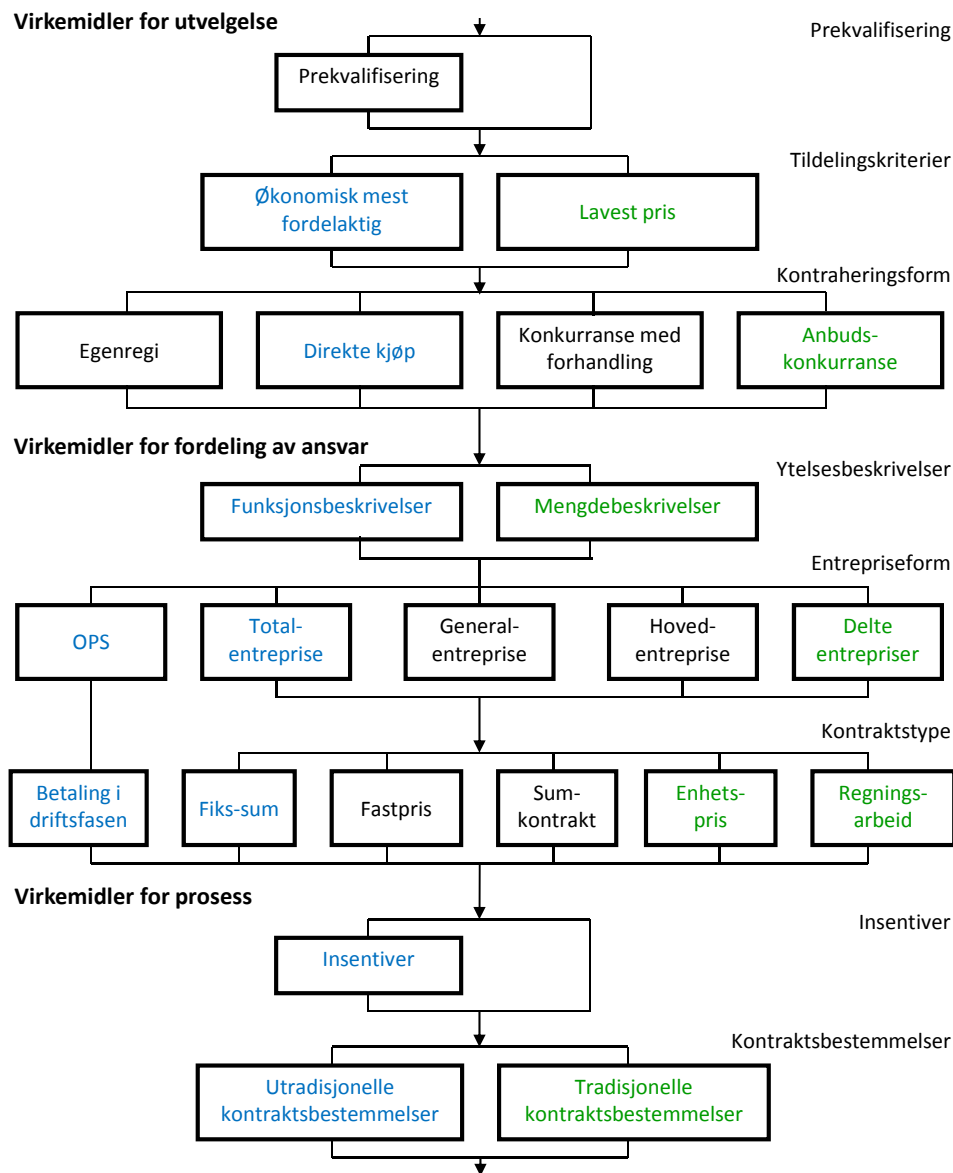 Virkemidler for utvelgelse
Prekvalifisering
Prekvalifisering
Tildelingskriterier
Økonomisk mest
fordelaktig
Lavest pris
Kontraheringsform
Egenregi
Direkte kjøp
Konkurranse med
forhandling
Anbuds-
konkurranse
Virkemidler for fordeling av ansvar
Ytelsesbeskrivelser
Funksjonsbeskrivelser
Mengdebeskrivelser
Entrepriseform
OPS
Total-
entreprise
General-
entreprise
Hoved-
entreprise
Delte
entrepriser
Kontraktstype
Betaling i
driftsfasen
Fiks-sum
Fastpris
Sum-
kontrakt
Enhets-
pris
Regnings-
arbeid
Virkemidler for prosess
Insentiver
Insentiver
Kontraktsbestemmelser
Utradisjonelle
kontraktsbestemmelser
Tradisjonelle
kontraktsbestemmelser